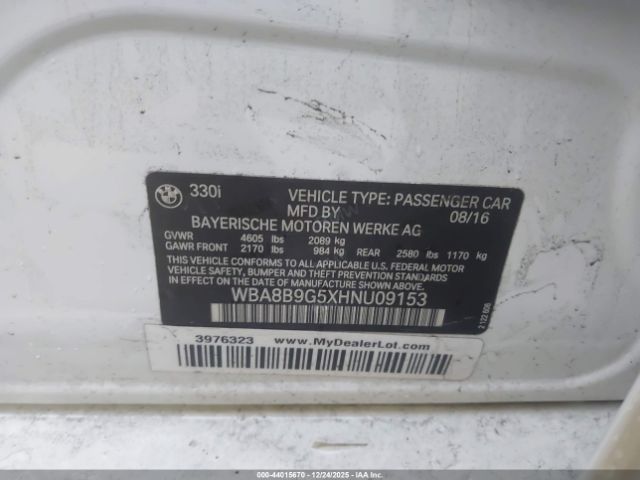 330i
VEHICLE TYPE: PASSENGER CAR
MFD BY 08/16
BAYERISCHE MOTOREN WERKE AG
GVWR 4605 lbs 2089 kg
GAWR FRONT 2170 lbs 984 kg REAR 2580 lbs 1170 kg
THIS VEHICLE CONFORMS TO ALL APPLICABLE U.S. FEDERAL MOTOR
VEHICLE SAFETY, BUMPER, AND THEFT PREVENTION STANDARDS
IN EFFECT ON THE DATE OF MANUFACTURE SHOWN ABOVE.
WBA8B9G5XHNU09153
3976323 www.MyDealerLot.com
000-44015670 - 12/24/2025 - IAAI.COM